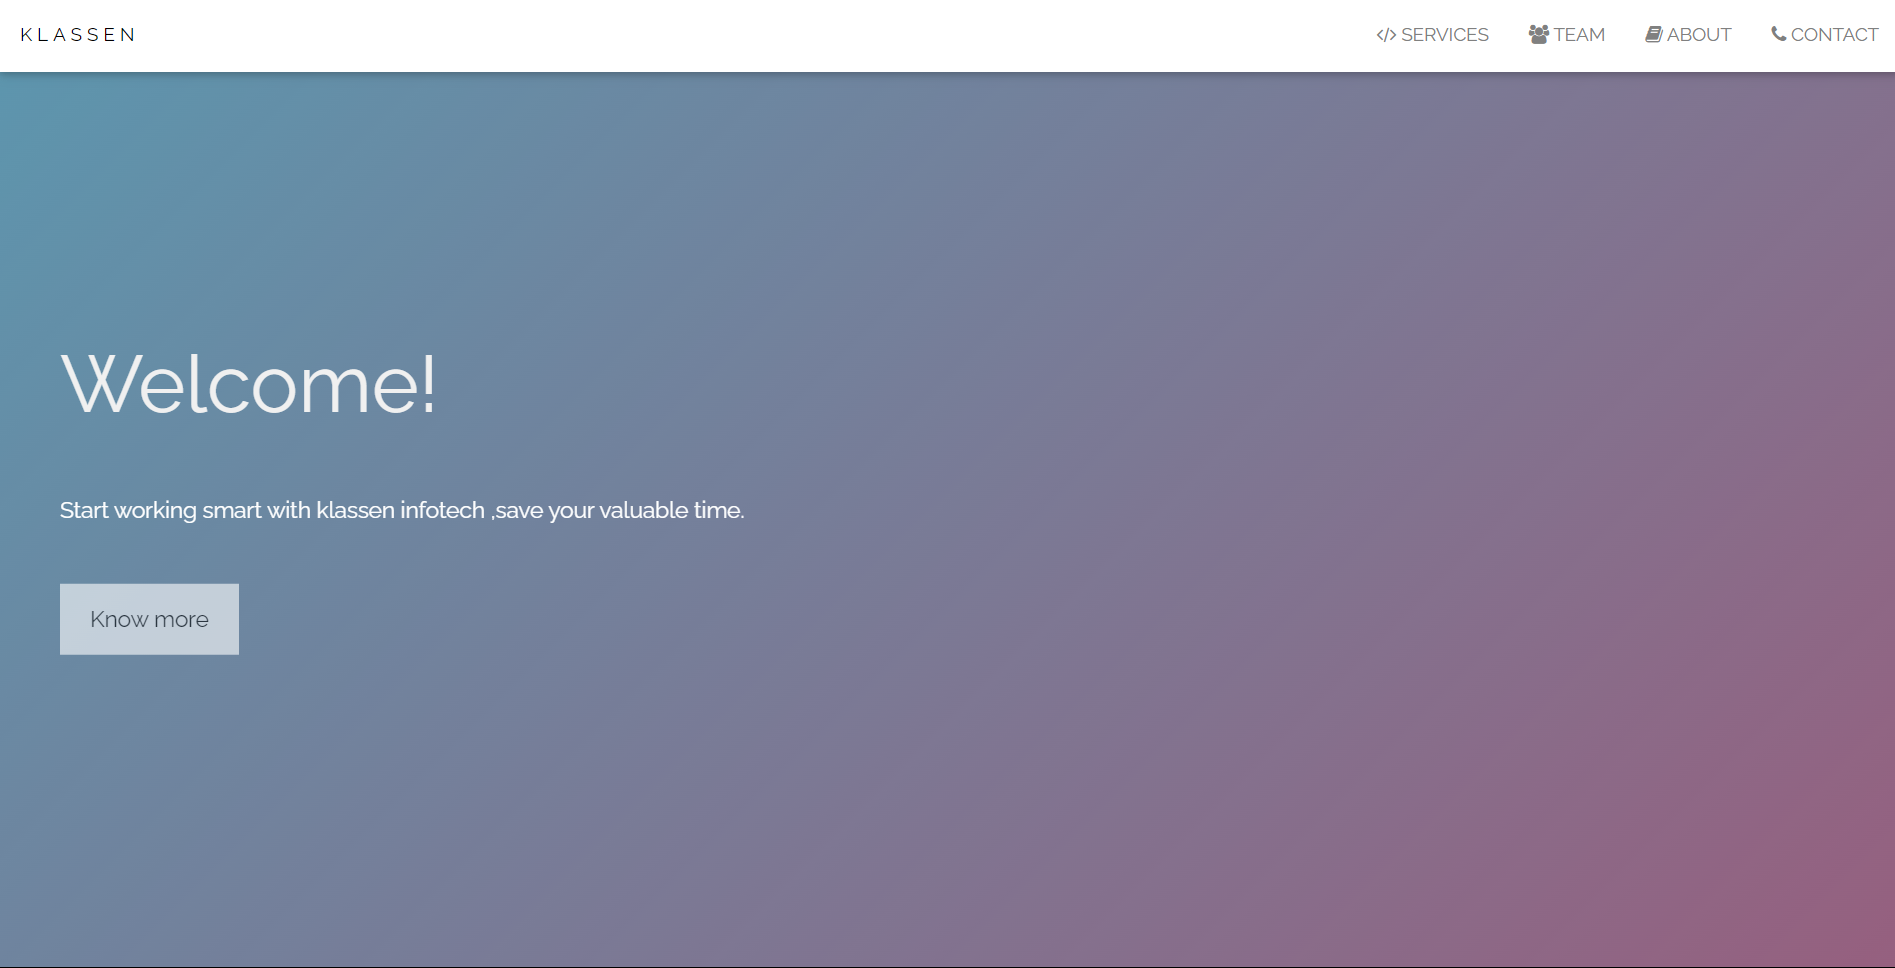 KLASSEN
SERVICES TEAM ABOUT CONTACT
Welcome!
Start working smart with klassen infotech ,save your valuable time.
Know more